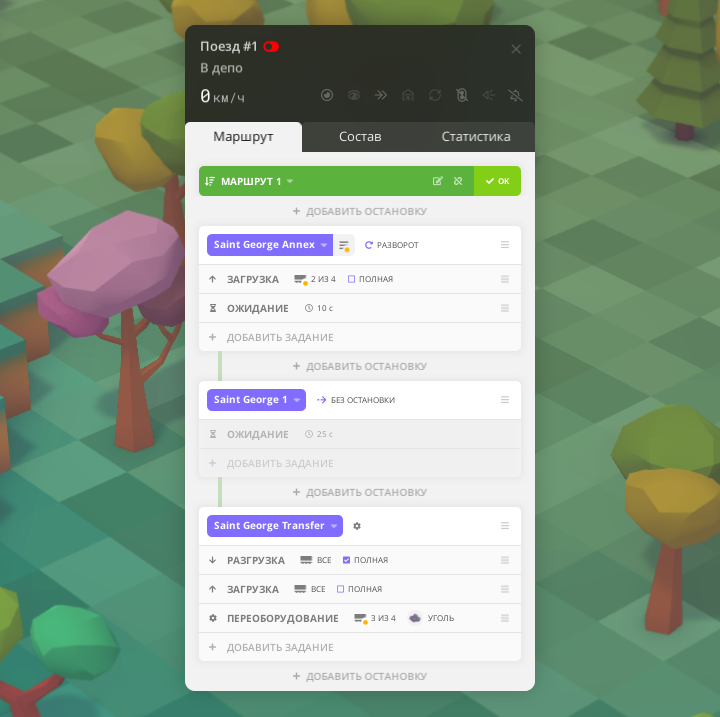 Поезд #1
В депо
0 км/ч
Маршрут Состав Статистика
МАРШРУТ 1 ОК
+ ДОБАВИТЬ ОСТАНОВКУ
Saint George Annex РАЗВОРОТ
ЗАГРУЗКА 2 ИЗ 4 ПОЛНАЯ
ОЖИДАНИЕ 10 с
+ ДОБАВИТЬ ЗАДАНИЕ
+ ДОБАВИТЬ ОСТАНОВКУ
Saint George 1 БЕЗ ОСТАНОВКИ
ОЖИДАНИЕ 25 с
+ ДОБАВИТЬ ЗАДАНИЕ
+ ДОБАВИТЬ ОСТАНОВКУ
Saint George Transfer
РАЗГРУЗКА ВСЕ ПОЛНАЯ
ЗАГРУЗКА ВСЕ ПОЛНАЯ
ПЕРЕОБОРУДОВАНИЕ 3 ИЗ 4 УГОЛЬ
+ ДОБАВИТЬ ЗАДАНИЕ
+ ДОБАВИТЬ ОСТАНОВКУ